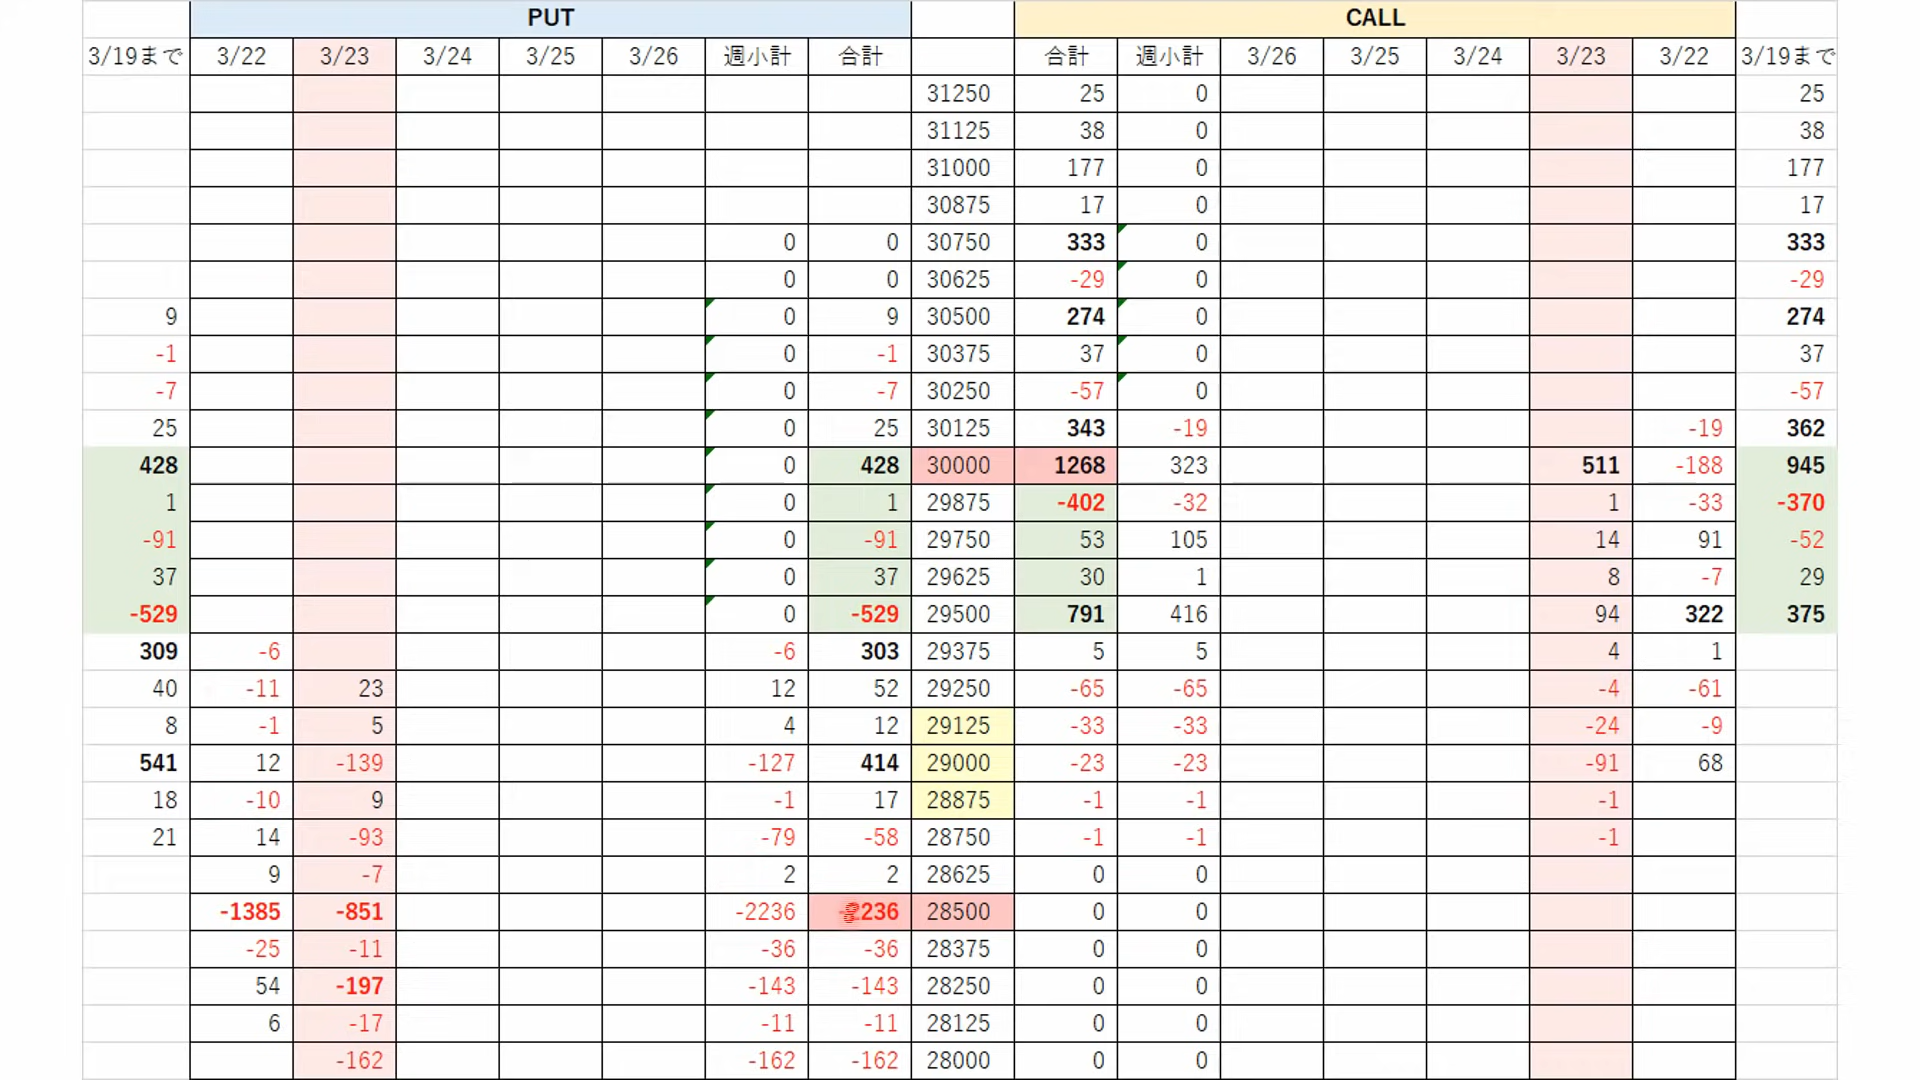 PUT CALL
3/19まで 3/22 3/23 3/24 3/25 3/26 週小計 合計 合計 週小計 3/26 3/25 3/24 3/23 3/22 3/19まで
31250 25 0 25
31125 38 0 38
31000 177 0 177
30875 17 0 17
0 0 30750 333 0 333
0 0 30625 -29 0 -29
9 0 9 30500 274 0 274
-1 0 -1 30375 37 0 37
-7 0 -7 30250 -57 0 -57
25 0 25 30125 343 -19 -19 362
428 0 428 30000 1268 323 511 -188 945
1 0 1 29875 -402 -32 1 -33 -370
-91 0 -91 29750 53 105 14 91 -52
37 0 37 29625 30 1 8 -7 29
-529 0 -529 29500 791 416 94 322 375
309 -6 -6 303 29375 5 5 4 1
40 -11 23 12 52 29250 -65 -65 -4 -61
8 -1 5 4 12 29125 -33 -33 -24 -9
541 12 -139 -127 414 29000 -23 -23 -91 68
18 -10 9 -1 17 28875 -1 -1 -1
21 14 -93 -79 -58 28750 -1 -1 -1
9 -7 2 2 28625 0 0
-1385 -851 -2236 -2236 28500 0 0
-25 -11 -36 -36 28375 0 0
54 -197 -143 -143 28250 0 0
6 -17 -11 -11 28125 0 0
-162 -162 -162 28000 0 0